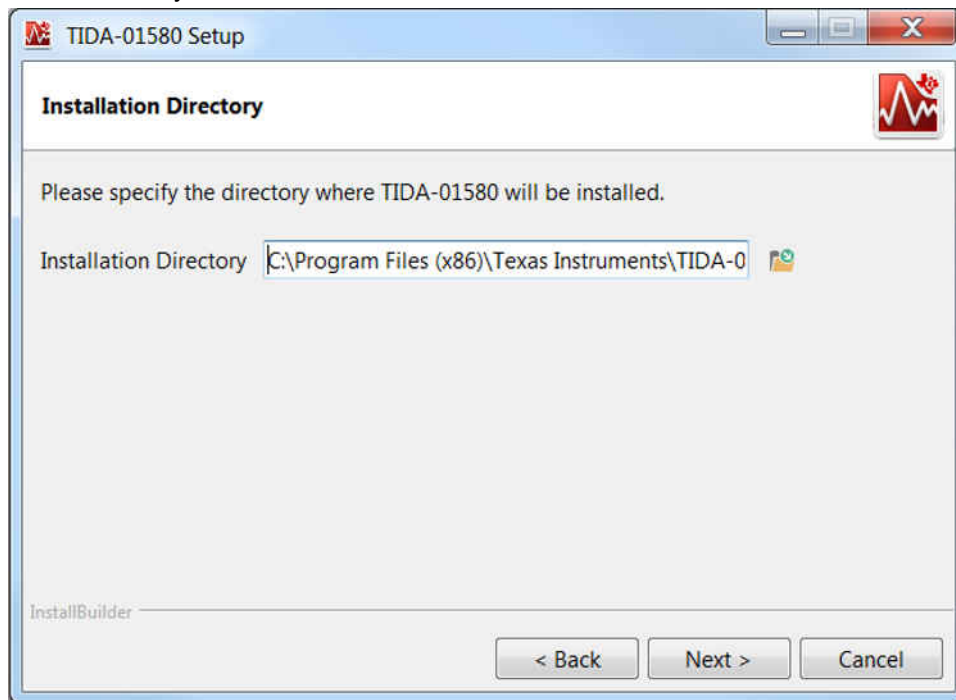 TIDA-01580 Setup
Installation Directory
Please specify the directory where TIDA-01580 will be installed.
Installation Directory C:\Program Files (x86)\Texas Instruments\TIDA-0
InstallBuilder
< Back Next > Cancel